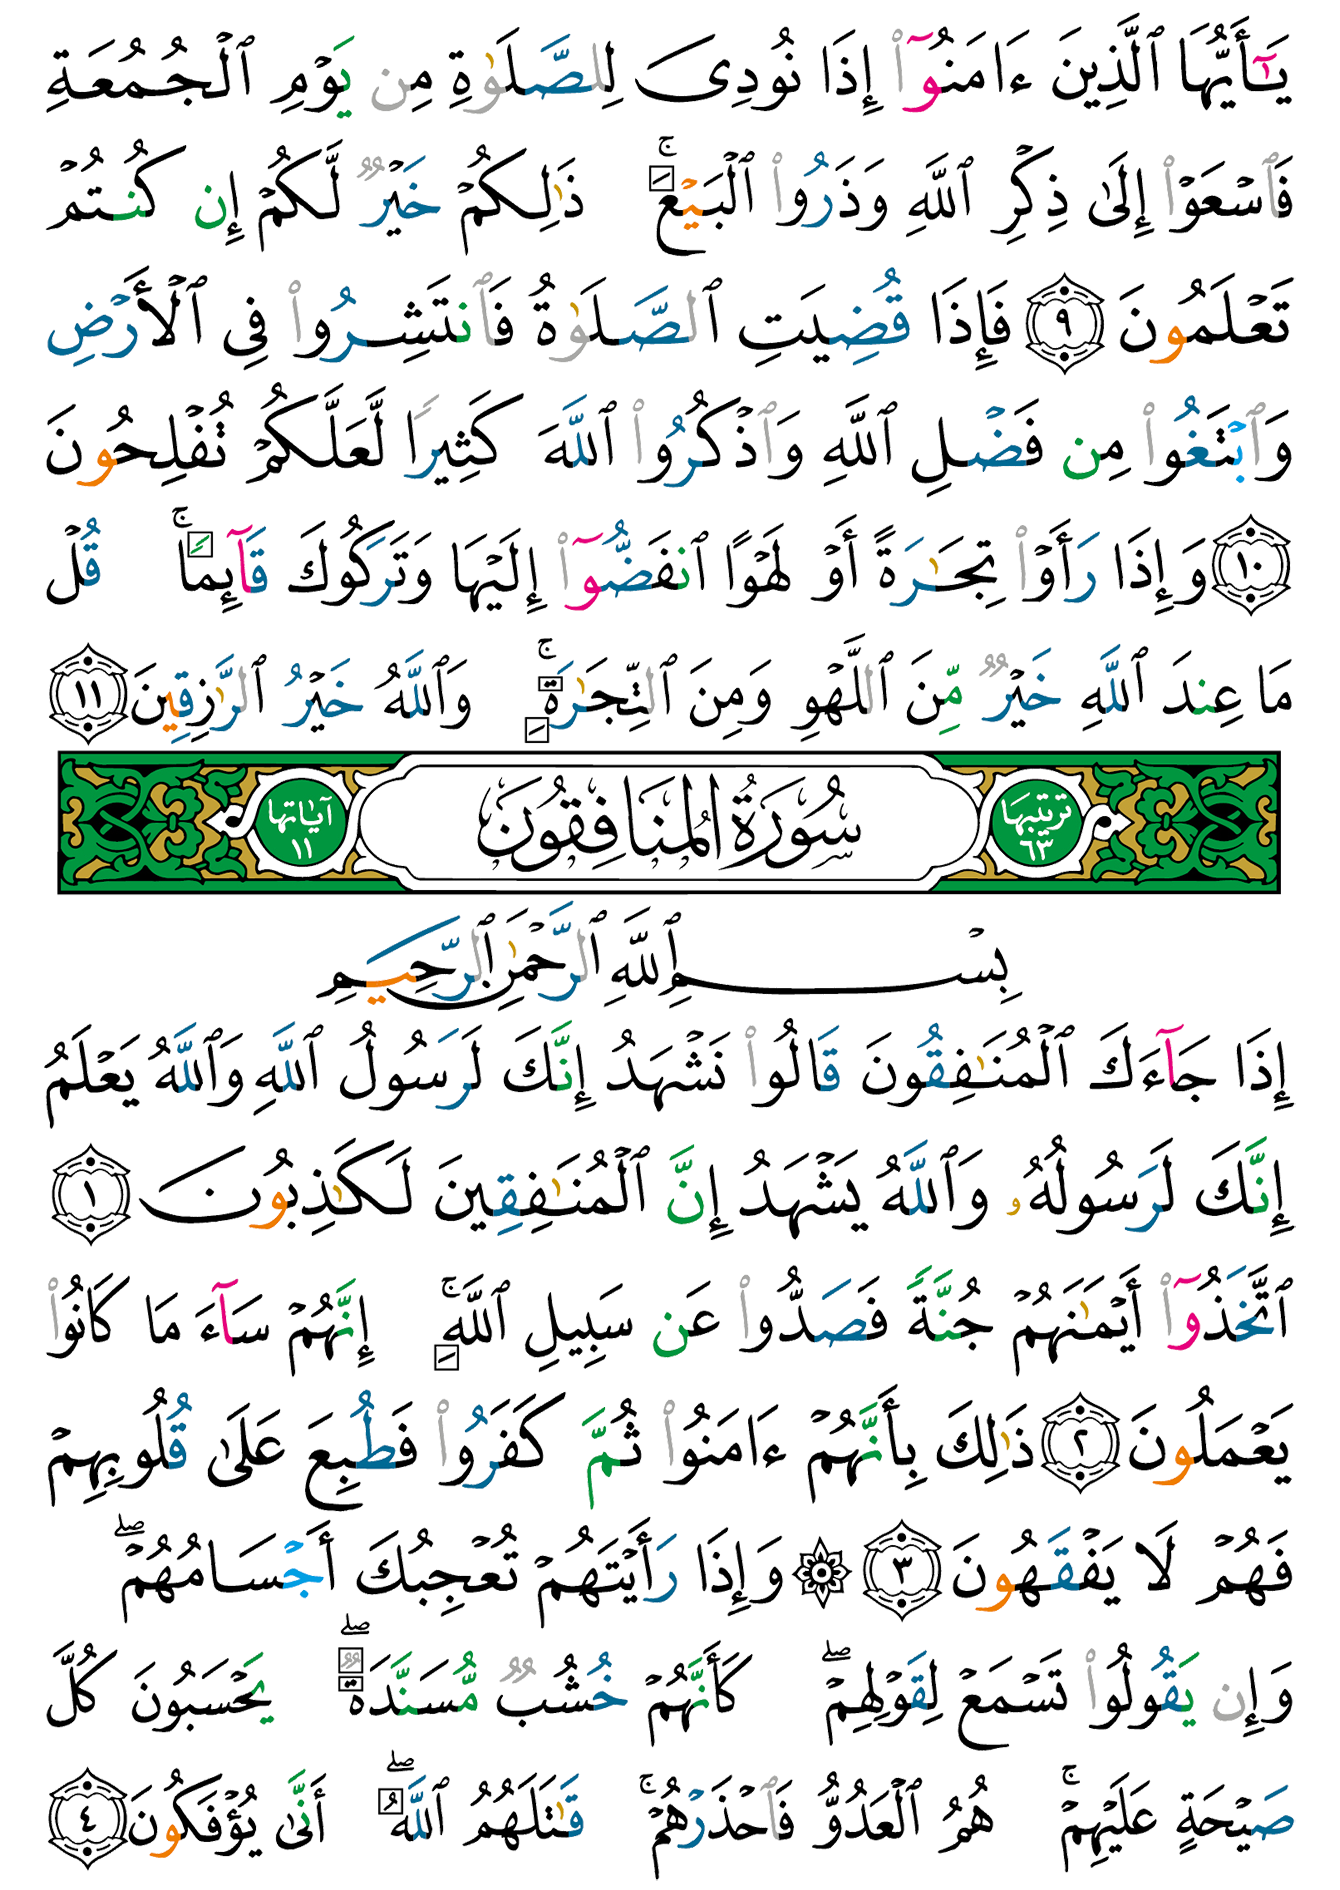 يَـٰٓأَيُّهَا ٱلَّذِينَ ءَامَنُوٓا۟ إِذَا نُودِىَ لِلصَّلَوٰةِ مِن يَوْمِ ٱلْجُمُعَةِ
فَٱسْعَوْا۟ إِلَىٰ ذِكْرِ ٱللَّهِ وَذَرُوا۟ ٱلْبَيْعَ ۚ ذَٰلِكُمْ خَيْرٌ لَّكُمْ إِن كُنتُمْ
تَعْلَمُونَ ٩ فَإِذَا قُضِيَتِ ٱلصَّلَوٰةُ فَٱنتَشِرُوا۟ فِى ٱلْأَرْضِ
وَٱبْتَغُوا۟ مِن فَضْلِ ٱللَّهِ وَٱذْكُرُوا۟ ٱللَّهَ كَثِيرًا لَّعَلَّكُمْ تُفْلِحُونَ
١٠ وَإِذَا رَأَوْا۟ تِجَـٰرَةً أَوْ لَهْوًا ٱنفَضُّوٓا۟ إِلَيْهَا وَتَرَكُوكَ قَآئِمًا ۚ قُلْ
مَا عِندَ ٱللَّهِ خَيْرٌ مِّنَ ٱللَّهْوِ وَمِنَ ٱلتِّجَـٰرَةِ ۚ وَٱللَّهُ خَيْرُ ٱلرَّٰزِقِينَ ١١
تَرتيبُهَا ٦٣ سُورَةُ الْمُنَافِقُونَ آيَاتُهَا ١١
بِسْمِ ٱللَّهِ ٱلرَّحْمَـٰنِ ٱلرَّحِيمِ
إِذَا جَآءَكَ ٱلْمُنَـٰفِقُونَ قَالُوا۟ نَشْهَدُ إِنَّكَ لَرَسُولُ ٱللَّهِ وَٱللَّهُ يَعْلَمُ
إِنَّكَ لَرَسُولُهُۥ وَٱللَّهُ يَشْهَدُ إِنَّ ٱلْمُنَـٰفِقِينَ لَكَـٰذِبُونَ ١
ٱتَّخَذُوٓا۟ أَيْمَـٰنَهُمْ جُنَّةً فَصَدُّوا۟ عَن سَبِيلِ ٱللَّهِ ۚ إِنَّهُمْ سَآءَ مَا كَانُوا۟
يَعْمَلُونَ ٢ ذَٰلِكَ بِأَنَّهُمْ ءَامَنُوا۟ ثُمَّ كَفَرُوا۟ فَطُبِعَ عَلَىٰ قُلُوبِهِمْ
فَهُمْ لَا يَفْقَهُونَ ٣ ۞ وَإِذَا رَأَيْتَهُمْ تُعْجِبُكَ أَجْسَامُهُمْ ۖ
وَإِن يَقُولُوا۟ تَسْمَعْ لِقَوْلِهِمْ ۖ كَأَنَّهُمْ خُشُبٌ مُّسَنَّدَةٌ ۖ يَحْسَبُونَ كُلَّ
صَيْحَةٍ عَلَيْهِمْ ۚ هُمُ ٱلْعَدُوُّ فَٱحْذَرْهُمْ ۚ قَـٰتَلَهُمُ ٱللَّهُ ۖ أَنَّىٰ يُؤْفَكُونَ ٤